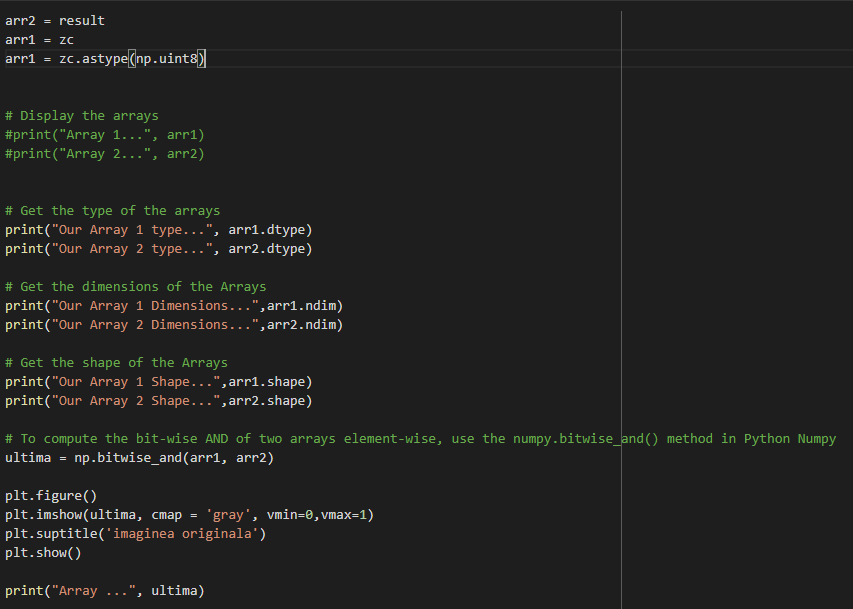 arr2 = result
arr1 = zc
arr1 = zc.astype(np.uint8)
# Display the arrays
#print("Array 1...", arr1)
#print("Array 2...", arr2)
# Get the type of the arrays
print("Our Array 1 type...", arr1.dtype)
print("Our Array 2 type...", arr2.dtype)
# Get the dimensions of the Arrays
print("Our Array 1 Dimensions...",arr1.ndim)
print("Our Array 2 Dimensions...",arr2.ndim)
# Get the shape of the Arrays
print("Our Array 1 Shape...",arr1.shape)
print("Our Array 2 Shape...",arr2.shape)
# To compute the bit-wise AND of two arrays element-wise, use the numpy.bitwise_and() method in Python Numpy
ultima = np.bitwise_and(arr1, arr2)
plt.figure()
plt.imshow(ultima, cmap = 'gray', vmin=0,vmax=1)
plt.suptitle('imaginea originala')
plt.show()
print("Array ...", ultima)